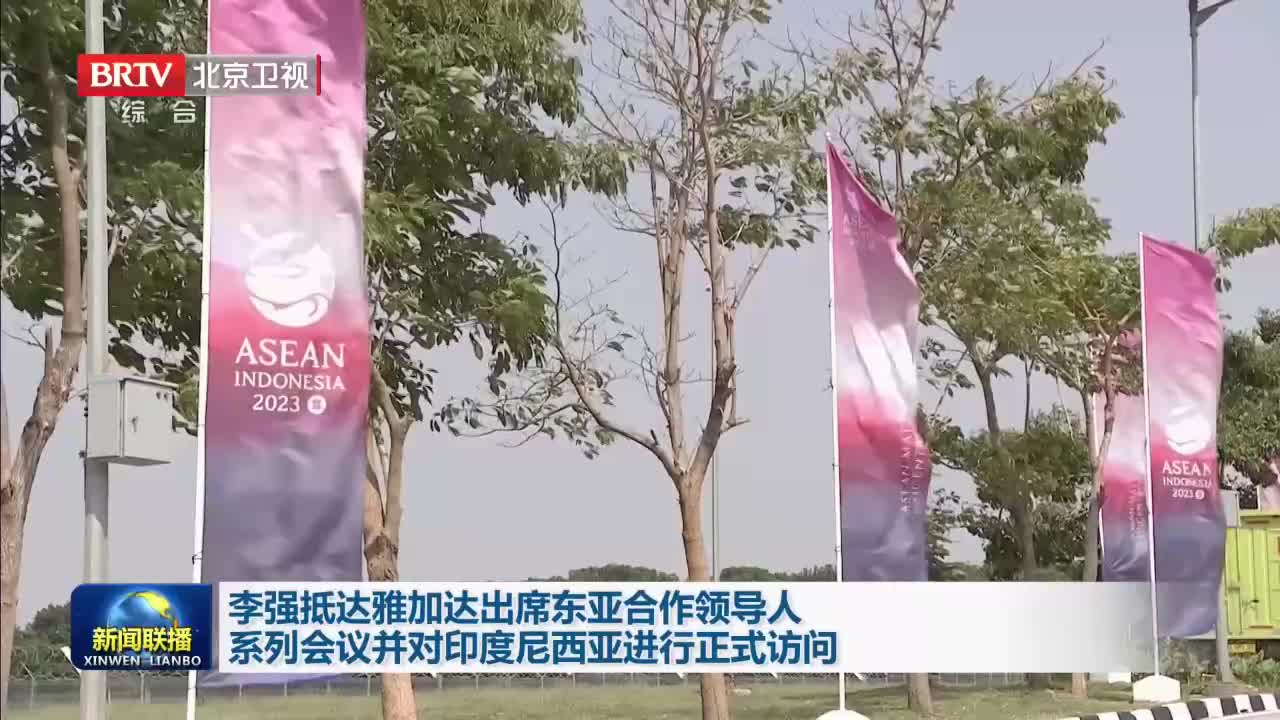 BRTV 北京卫视
综合
ASEAN
INDONESIA
2023
ASEAN
ASEAN
INDONESIA
2023
李强抵达雅加达出席东亚合作领导人
系列会议并对印度尼西亚进行正式访问
新闻联播
XINWEN LIANBO